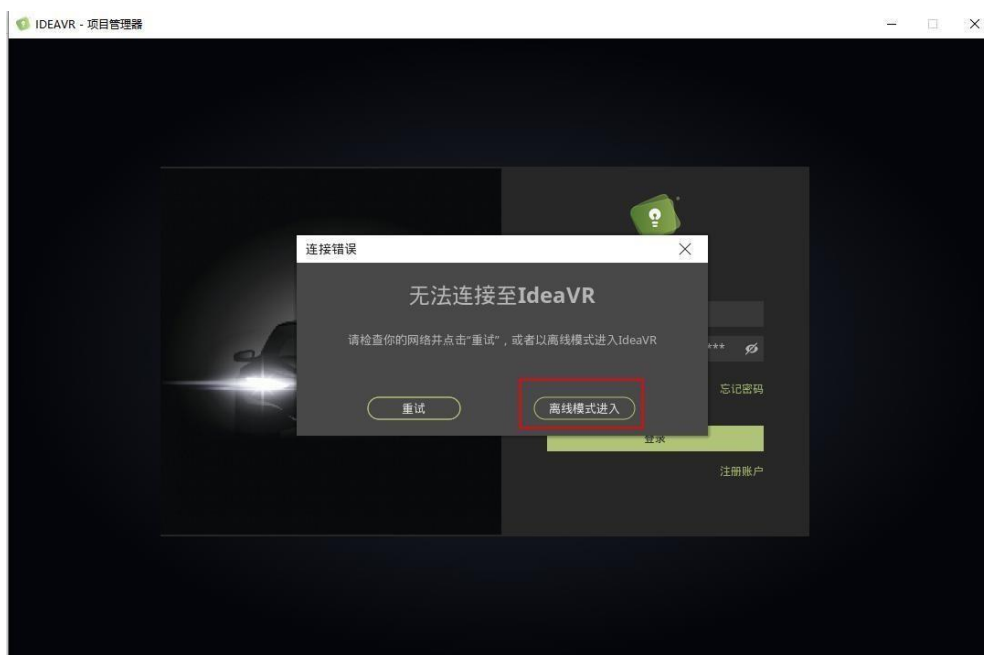 IDEAVR - 项目管理器
连接错误
无法连接至IdeaVR
请检查你的网络并点击“重试”，或者以离线模式进入IdeaVR
***
忘记密码
重试
离线模式进入
登录
注册账户